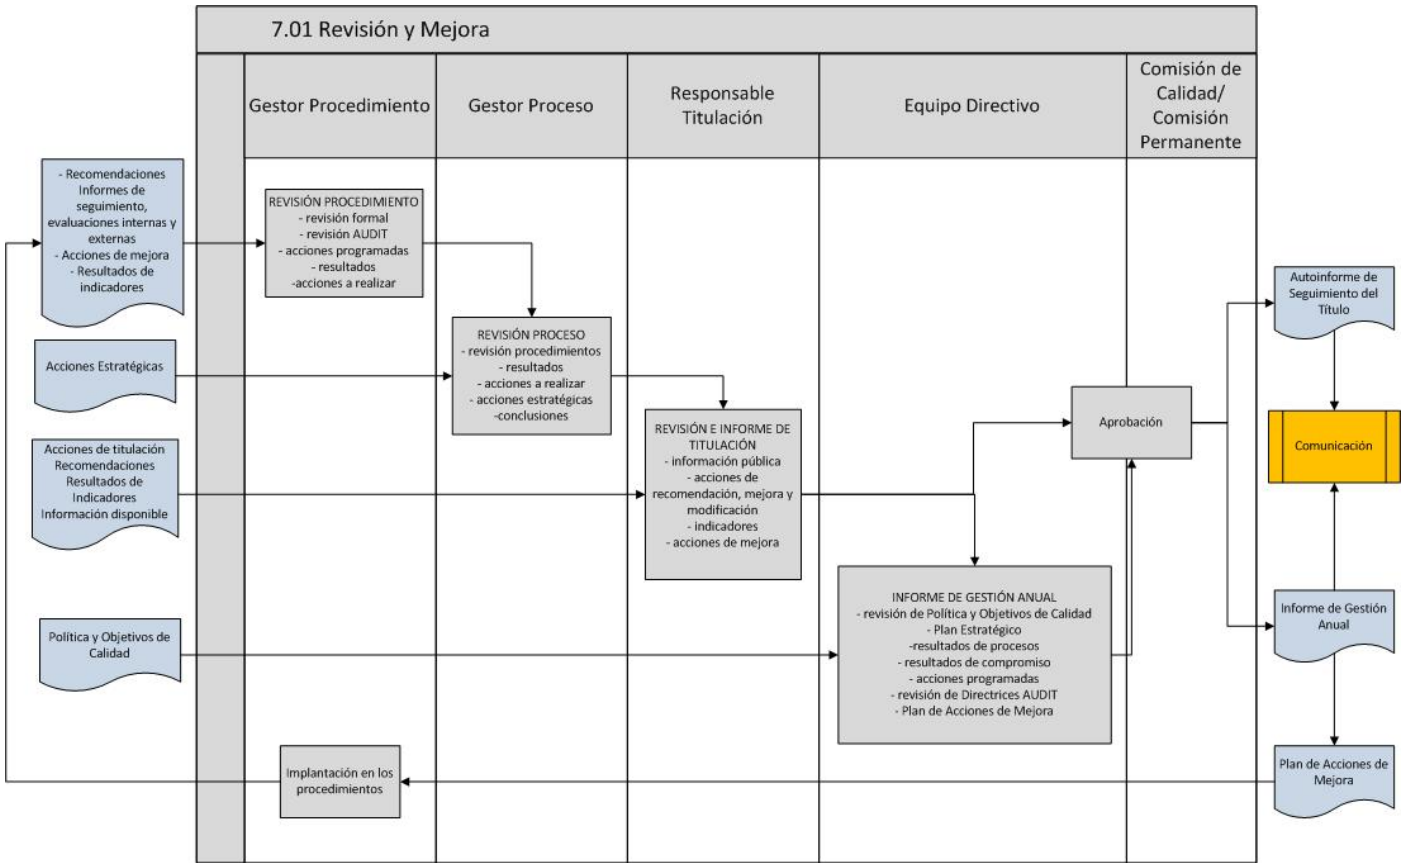 7.01 Revisión y Mejora
Gestor Procedimiento
Gestor Proceso
Responsable
Titulación
Equipo Directivo
Comisión de
Calidad/
Comisión
Permanente
- Recomendaciones
Informes de
seguimiento,
evaluaciones internas y
externas
- Acciones de mejora
- Resultados de
indicadores
REVISIÓN PROCEDIMIENTO
- revisión formal
- revisión AUDIT
- acciones programadas
- resultados
-acciones a realizar
Autoinforme de
Seguimiento del
Título
Acciones Estratégicas
REVISIÓN PROCESO
- revisión procedimientos
- resultados
- acciones a realizar
- acciones estratégicas
-conclusiones
Acciones de titulación
Recomendaciones
Resultados de
Indicadores
Información disponible
REVISIÓN E INFORME DE
TITULACIÓN
- información pública
- acciones de
recomendación, mejora y
modificación
- indicadores
- acciones de mejora
Aprobación
Comunicación
Política y Objetivos de
Calidad
INFORME DE GESTIÓN ANUAL
- revisión de Política y Objetivos de Calidad
- Plan Estratégico
-resultados de procesos
- resultados de compromiso
- acciones programadas
- revisión de Directrices AUDIT
- Plan de Acciones de Mejora
Informe de Gestión
Anual
Implantación en los
procedimientos
Plan de Acciones de
Mejora